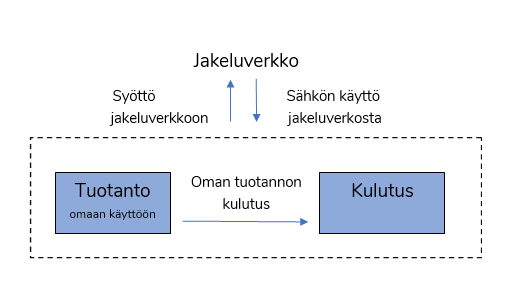 Jakeluverkko
Syöttö
jakeluverkkoon
Sähkön käyttö
jakeluverkosta
Tuotanto
omaan käyttöön
Oman tuotannon
kulutus
Kulutus